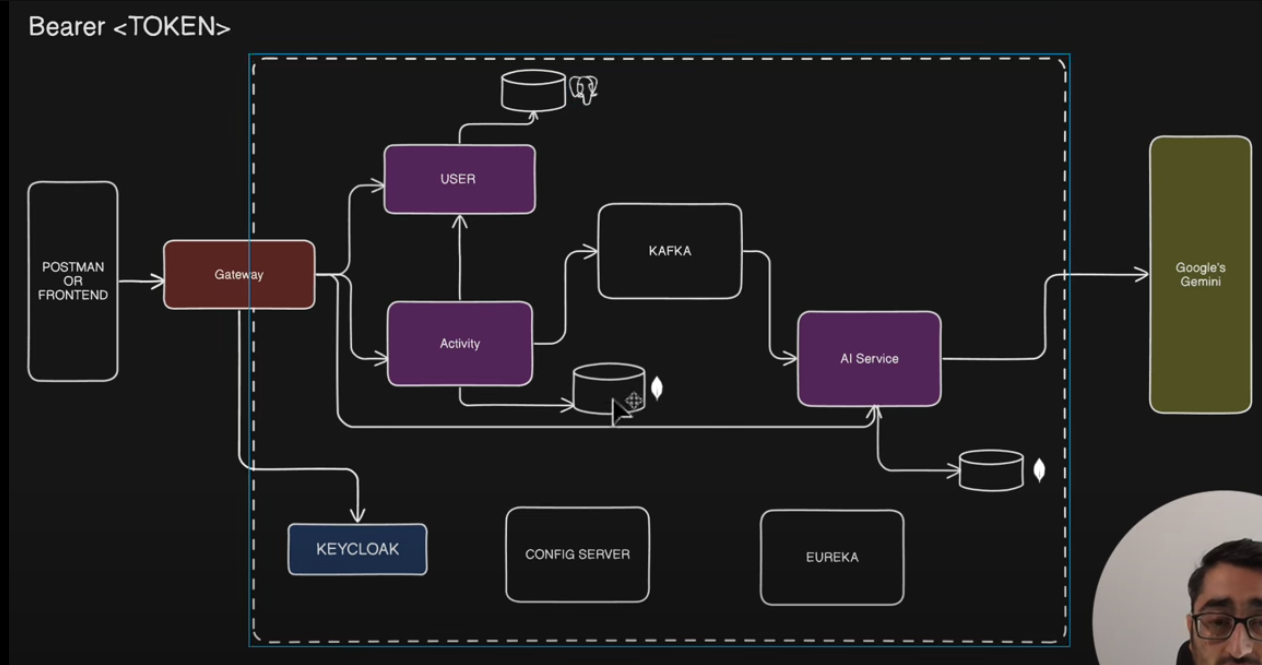 Bearer <TOKEN>
USER
KAFKA
POSTMAN
OR
FRONTEND
Gateway
Google's
Gemini
Activity
AI Service
KEYCLOAK
CONFIG SERVER
EUREKA